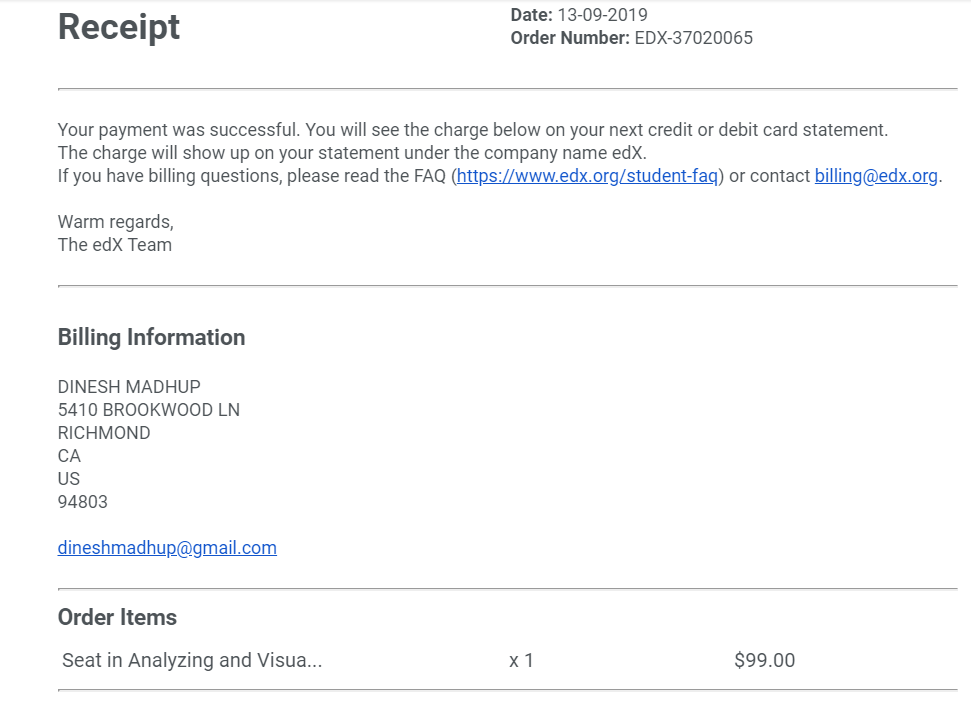 Receipt
Date: 13-09-2019
Order Number: EDX-37020065
Your payment was successful. You will see the charge below on your next credit or debit card statement.
The charge will show up on your statement under the company name edX.
If you have billing questions, please read the FAQ (https://www.edx.org/student-faq) or contact billing@edx.org.
Warm regards,
The edX Team
Billing Information
DINESH MADHUP
5410 BROOKWOOD LN
RICHMOND
CA
US
94803
dineshmadhup@gmail.com
Order Items
Seat in Analyzing and Visua... x 1 $99.00